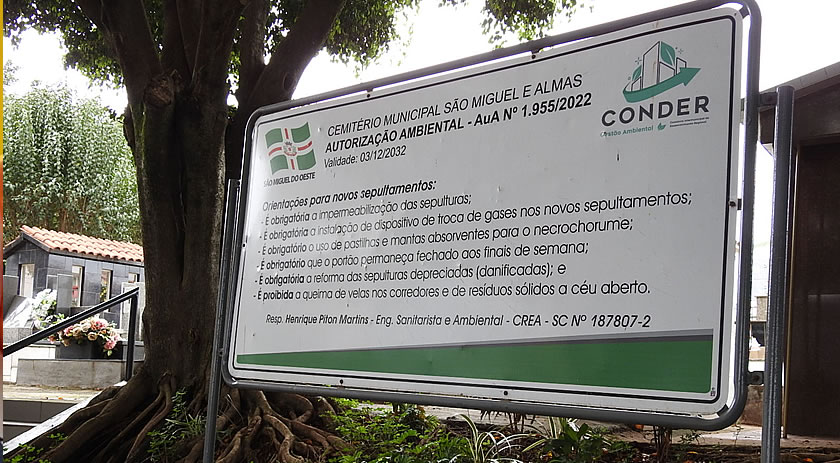 CEMITÉRIO MUNICIPAL SÃO MIGUEL E ALMAS
AUTORIZAÇÃO AMBIENTAL - AuA Nº 1.955/2022
Validade: 03/12/2032
SÃO MIGUEL DO OESTE
CONDER
Gestão Ambiental
Orientações para novos sepultamentos:
- É obrigatória a impermeabilização das sepulturas;
- É obrigatória a instalação de dispositivo de troca de gases nos novos sepultamentos;
- É obrigatório o uso de pastilhas e mantas absorventes para o necrochorume;
- É obrigatório que o portão permaneça fechado aos finais de semana;
- É obrigatória a reforma das sepulturas depreciadas (danificadas); e
- É proibida a queima de velas nos corredores e de resíduos sólidos a céu aberto.
Resp. Henrique Piton Martins - Eng. Sanitarista e Ambiental - CREA - SC Nº 187807-2